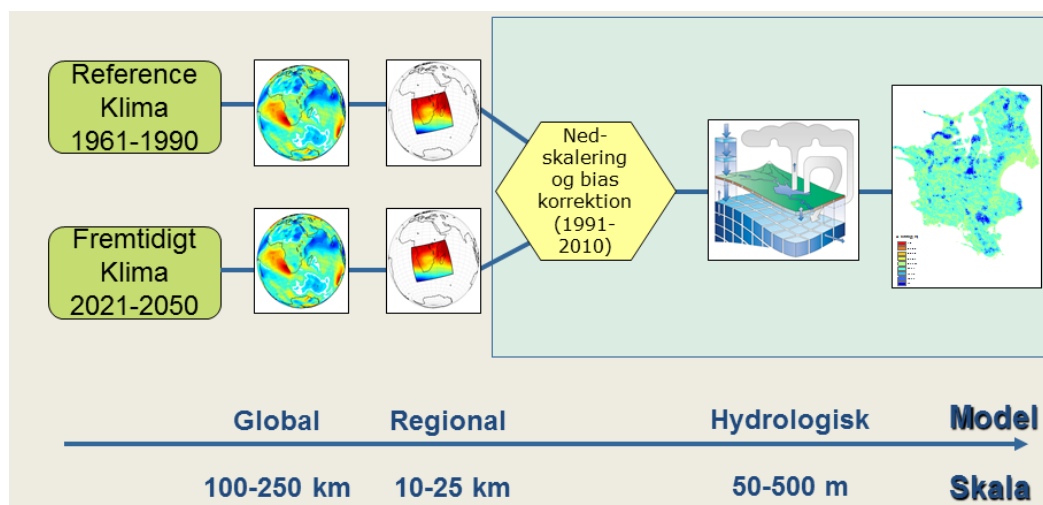 Reference
Klima
1961-1990
Fremtidigt
Klima
2021-2050
Ned-
skalering
og bias
korrektion
(1991-
2010)
Global
Regional
Hydrologisk
Model
100-250 km
10-25 km
50-500 m
Skala